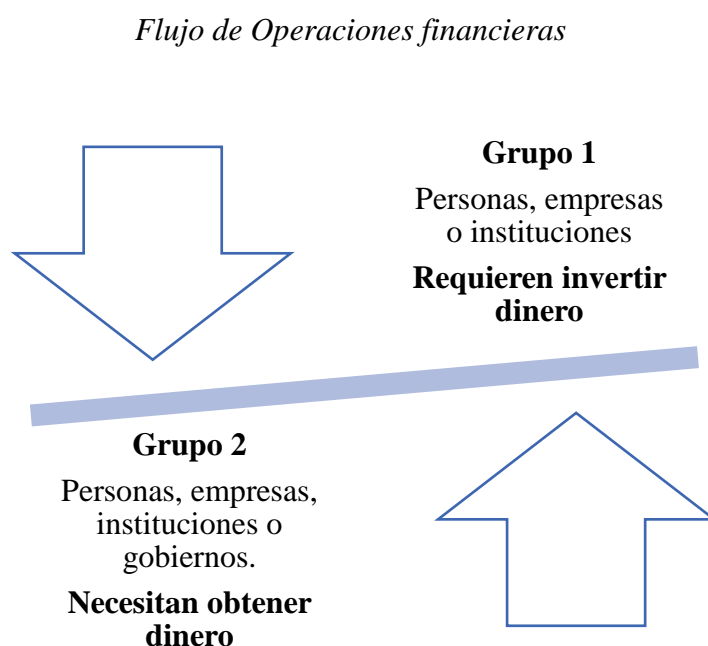 Flujo de Operaciones financieras
Grupo 1
Personas, empresas
o instituciones
Requieren invertir
dinero
Grupo 2
Personas, empresas,
instituciones o
gobiernos.
Necesitan obtener
dinero